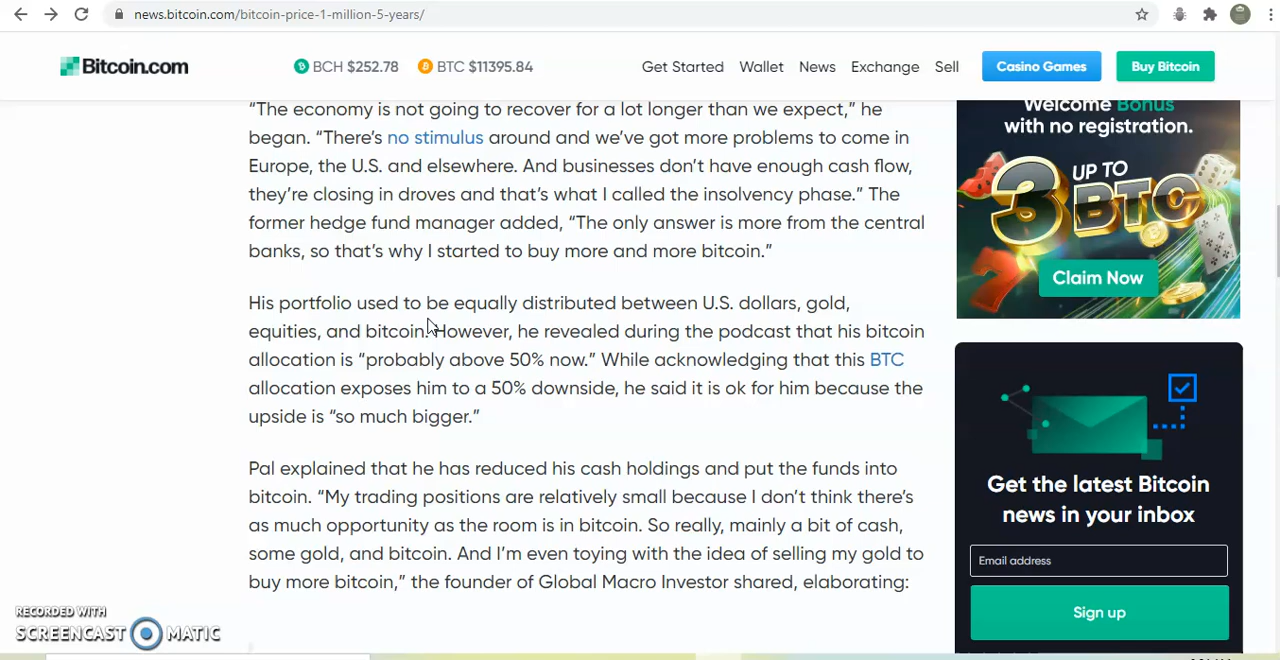 news.bitcoin.com/bitcoin-price-1-million-5-years/
Bitcoin.com
BCH $252.78
BTC $11395.84
Get Started
Wallet
News
Exchange
Sell
Casino Games
Buy Bitcoin
“The economy is not going to recover for a lot longer than we expect,” he
began. “There’s no stimulus around and we’ve got more problems to come in
Europe, the U.S. and elsewhere. And businesses don’t have enough cash flow,
they’re closing in droves and that’s what I called the insolvency phase.” The
former hedge fund manager added, “The only answer is more from the central
banks, so that’s why I started to buy more and more bitcoin.”
His portfolio used to be equally distributed between U.S. dollars, gold,
equities, and bitcoin. However, he revealed during the podcast that his bitcoin
allocation is “probably above 50% now.” While acknowledging that this BTC
allocation exposes him to a 50% downside, he said it is ok for him because the
upside is “so much bigger.”
Pal explained that he has reduced his cash holdings and put the funds into
bitcoin. “My trading positions are relatively small because I don’t think there’s
as much opportunity as the room is in bitcoin. So really, mainly a bit of cash,
some gold, and bitcoin. And I’m even toying with the idea of selling my gold to
buy more bitcoin,” the founder of Global Macro Investor shared, elaborating:
Welcome Bonus
with no registration.
UP TO
3 BTC
Claim Now
Get the latest Bitcoin
news in your inbox
Email address
Sign up
RECORDED WITH
SCREENCAST MATIC